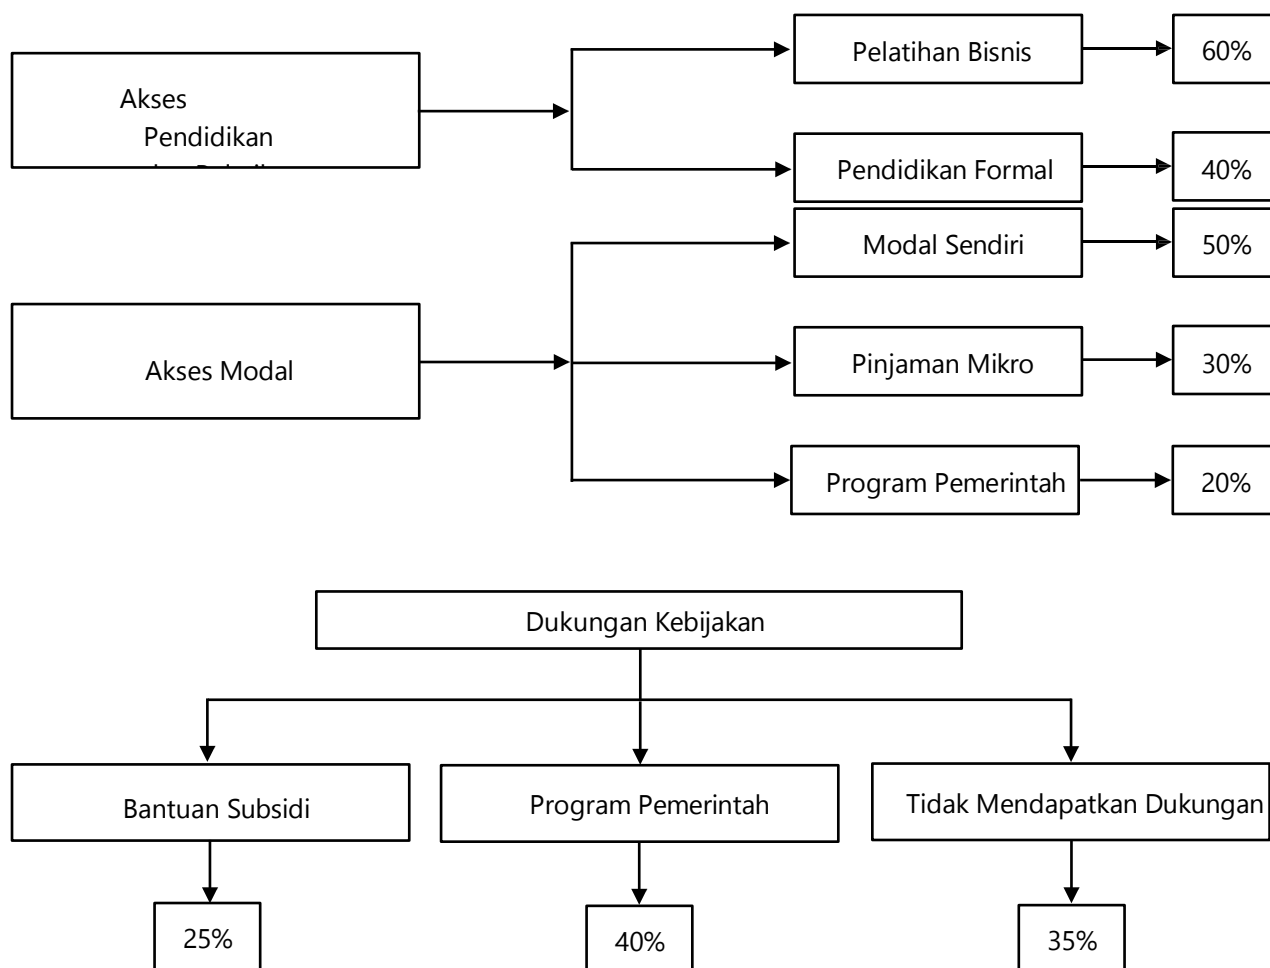 Akses
Pendidikan
Pelatihan Bisnis
60%
Pendidikan Formal
40%
Akses Modal
Modal Sendiri
50%
Pinjaman Mikro
30%
Program Pemerintah
20%
Dukungan Kebijakan
Bantuan Subsidi
Program Pemerintah
Tidak Mendapatkan Dukungan
25%
40%
35%